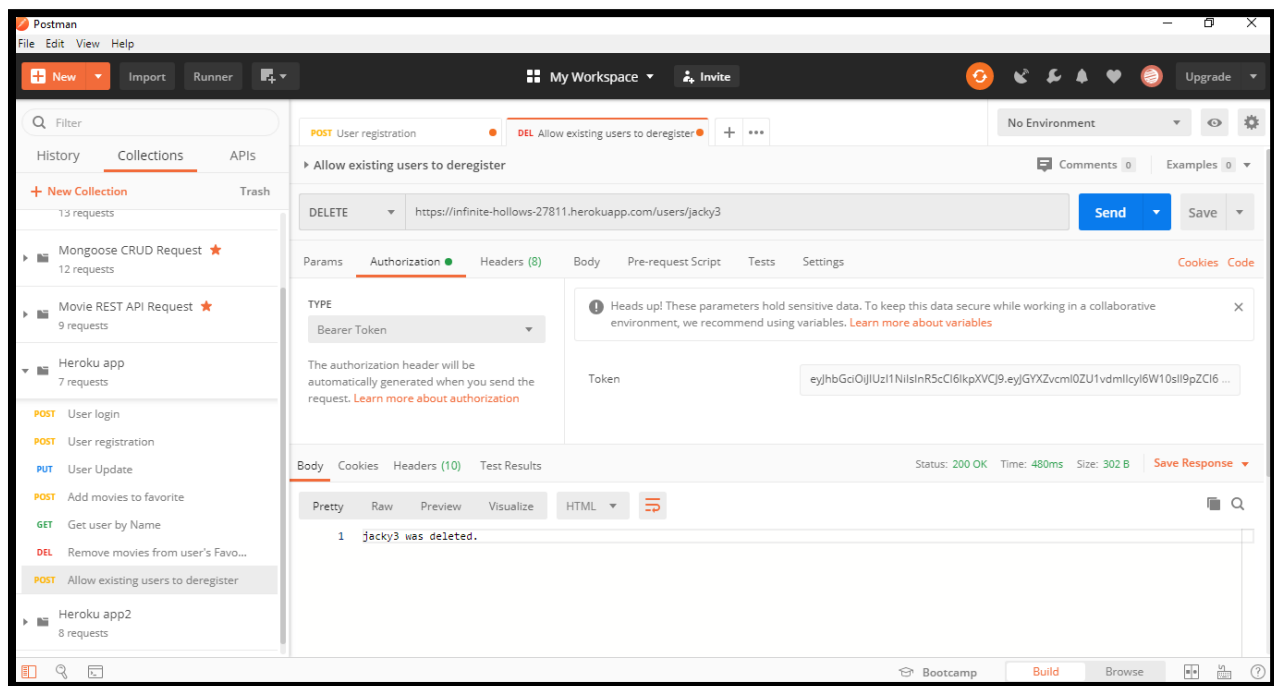 Postman
File Edit View Help
New Import Runner My Workspace Invite Upgrade
Filter
History Collections APIs
+ New Collection Trash
13 requests
Mongoose CRUD Request
12 requests
Movie REST API Request
9 requests
Heroku app
7 requests
POST User login
POST User registration
PUT User Update
POST Add movies to favorite
GET Get user by Name
DEL Remove movies from user's Favo...
POST Allow existing users to deregister
Heroku app2
8 requests
POST User registration DEL Allow existing users to deregister + ••• No Environment
Allow existing users to deregister Comments 0 Examples 0
DELETE https://infinite-hollows-27811.herokuapp.com/users/jacky3 Send Save
Params Authorization Headers (8) Body Pre-request Script Tests Settings Cookies Code
TYPE
Bearer Token
The authorization header will be
automatically generated when you send the
request. Learn more about authorization
Heads up! These parameters hold sensitive data. To keep this data secure while working in a collaborative
environment, we recommend using variables. Learn more about variables
Token
Body Cookies Headers (10) Test Results Status: 200 OK Time: 480ms Size: 302 B Save Response
Pretty Raw Preview Visualize HTML
1 jacky3 was deleted.
Bootcamp Build Browse